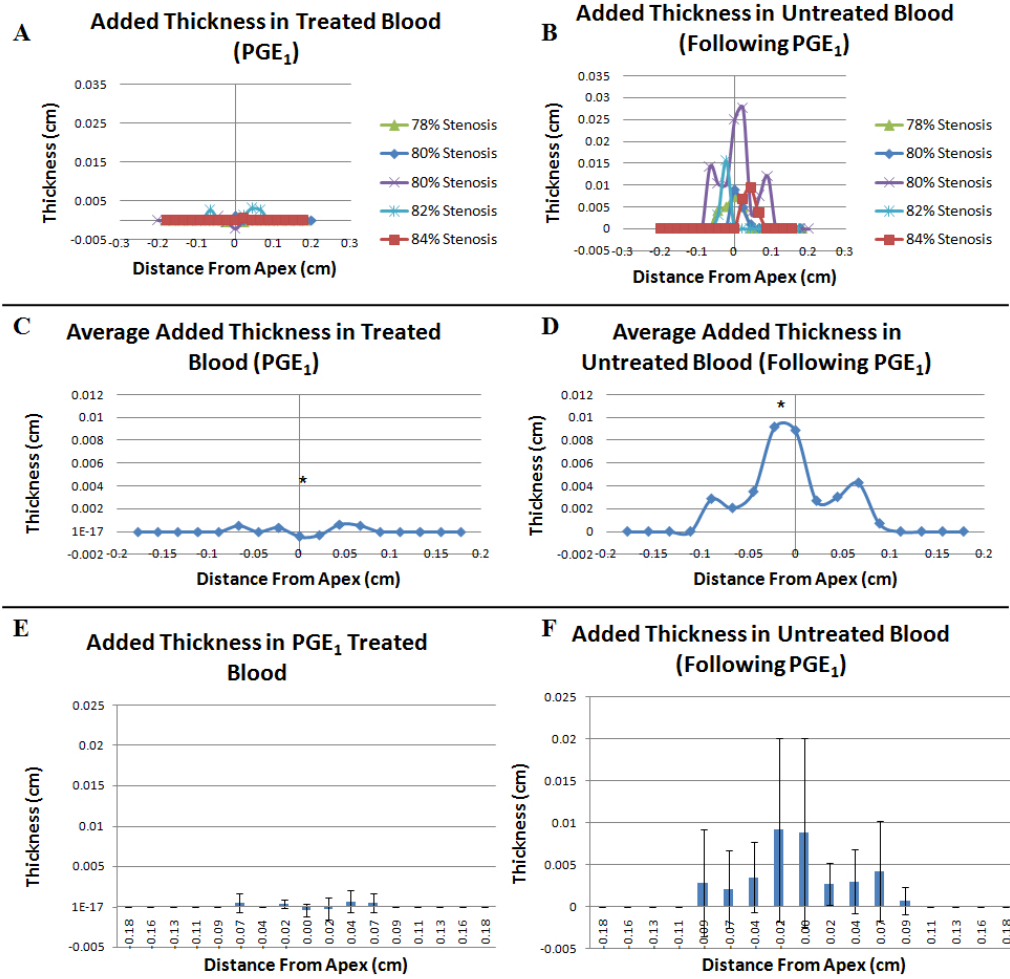 A
Added Thickness in Treated Blood
(PGE₁)
0.035
0.025
0.015
0.005
-0.005
-0.3
-0.2
-0.1
0
0.1
0.2
0.3
Thickness (cm)
Distance From Apex (cm)
78% Stenosis
80% Stenosis
80% Stenosis
82% Stenosis
84% Stenosis
B
Added Thickness in Untreated Blood
(Following PGE₁)
0.035
0.03
0.025
0.02
0.015
0.01
0.005
0
-0.005
-0.3
-0.2
-0.1
0
0.1
0.2
0.3
Thickness (cm)
Distance From Apex (cm)
78% Stenosis
80% Stenosis
80% Stenosis
82% Stenosis
84% Stenosis
C
Average Added Thickness in Treated
Blood (PGE₁)
0.012
0.01
0.008
0.006
0.004
0.002
1E-17
-0.002
-0.2
-0.15
-0.1
-0.05
0
0.05
0.1
0.15
0.2
*
Thickness (cm)
Distance From Apex (cm)
D
Average Added Thickness in
Untreated Blood (Following PGE₁)
0.012
0.01
0.008
0.006
0.004
0.002
0
-0.002
-0.2
-0.15
-0.1
-0.05
0
0.05
0.1
0.15
0.2
*
Thickness (cm)
Distance From Apex (cm)
E
Added Thickness in PGE₁ Treated
Blood
0.025
0.02
0.015
0.01
0.005
1E-17
-0.005
-0.18
-0.16
-0.13
-0.11
-0.09
-0.07
-0.04
-0.02
0.00
0.02
0.04
0.07
0.09
0.11
0.13
0.16
0.18
Thickness (cm)
Distance From Apex (cm)
F
Added Thickness in Untreated Blood
(Following PGE₁)
0.025
0.02
0.015
0.01
0.005
0
-0.005
-0.18
-0.16
-0.13
-0.11
-0.09
-0.07
-0.04
-0.02
0.00
0.02
0.04
0.07
0.09
0.11
0.13
0.16
0.18
Thickness (cm)
Distance From Apex (cm)